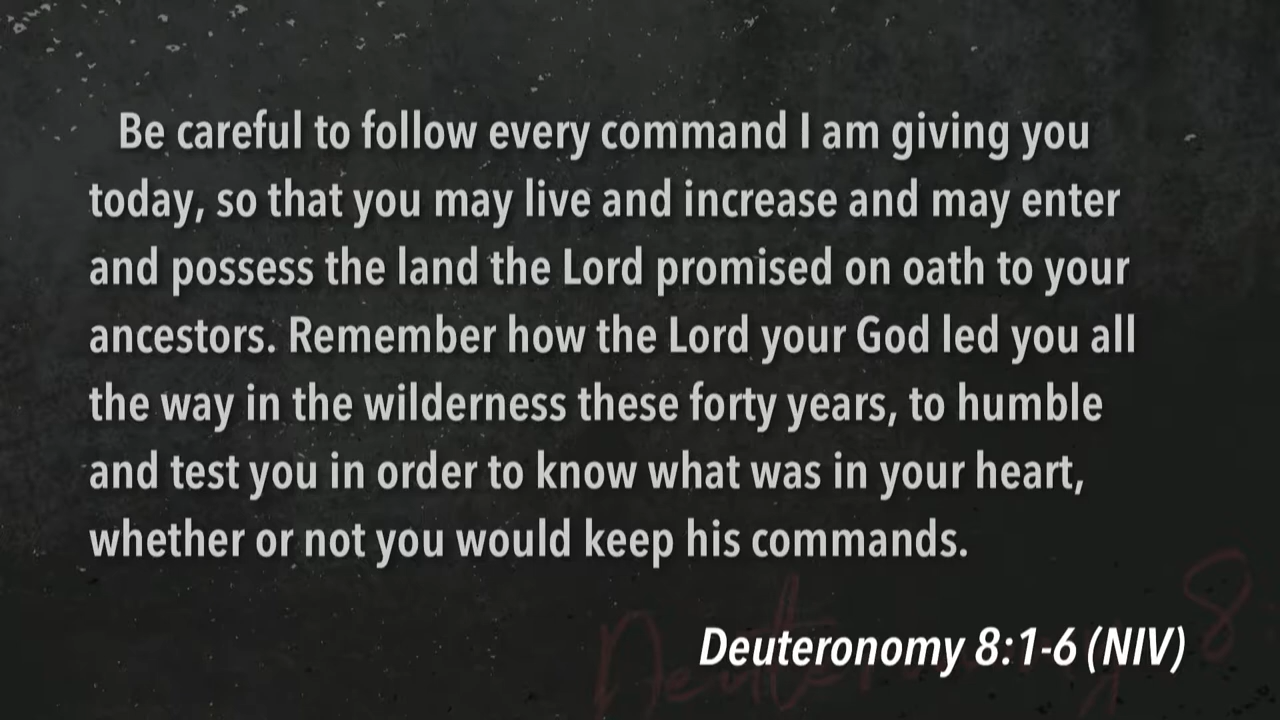 Be careful to follow every command I am giving you
today, so that you may live and increase and may enter
and possess the land the Lord promised on oath to your
ancestors. Remember how the Lord your God led you all
the way in the wilderness these forty years, to humble
and test you in order to know what was in your heart,
whether or not you would keep his commands.
Deuteronomy 8:1-6 (NIV)
Deuteronomy 8